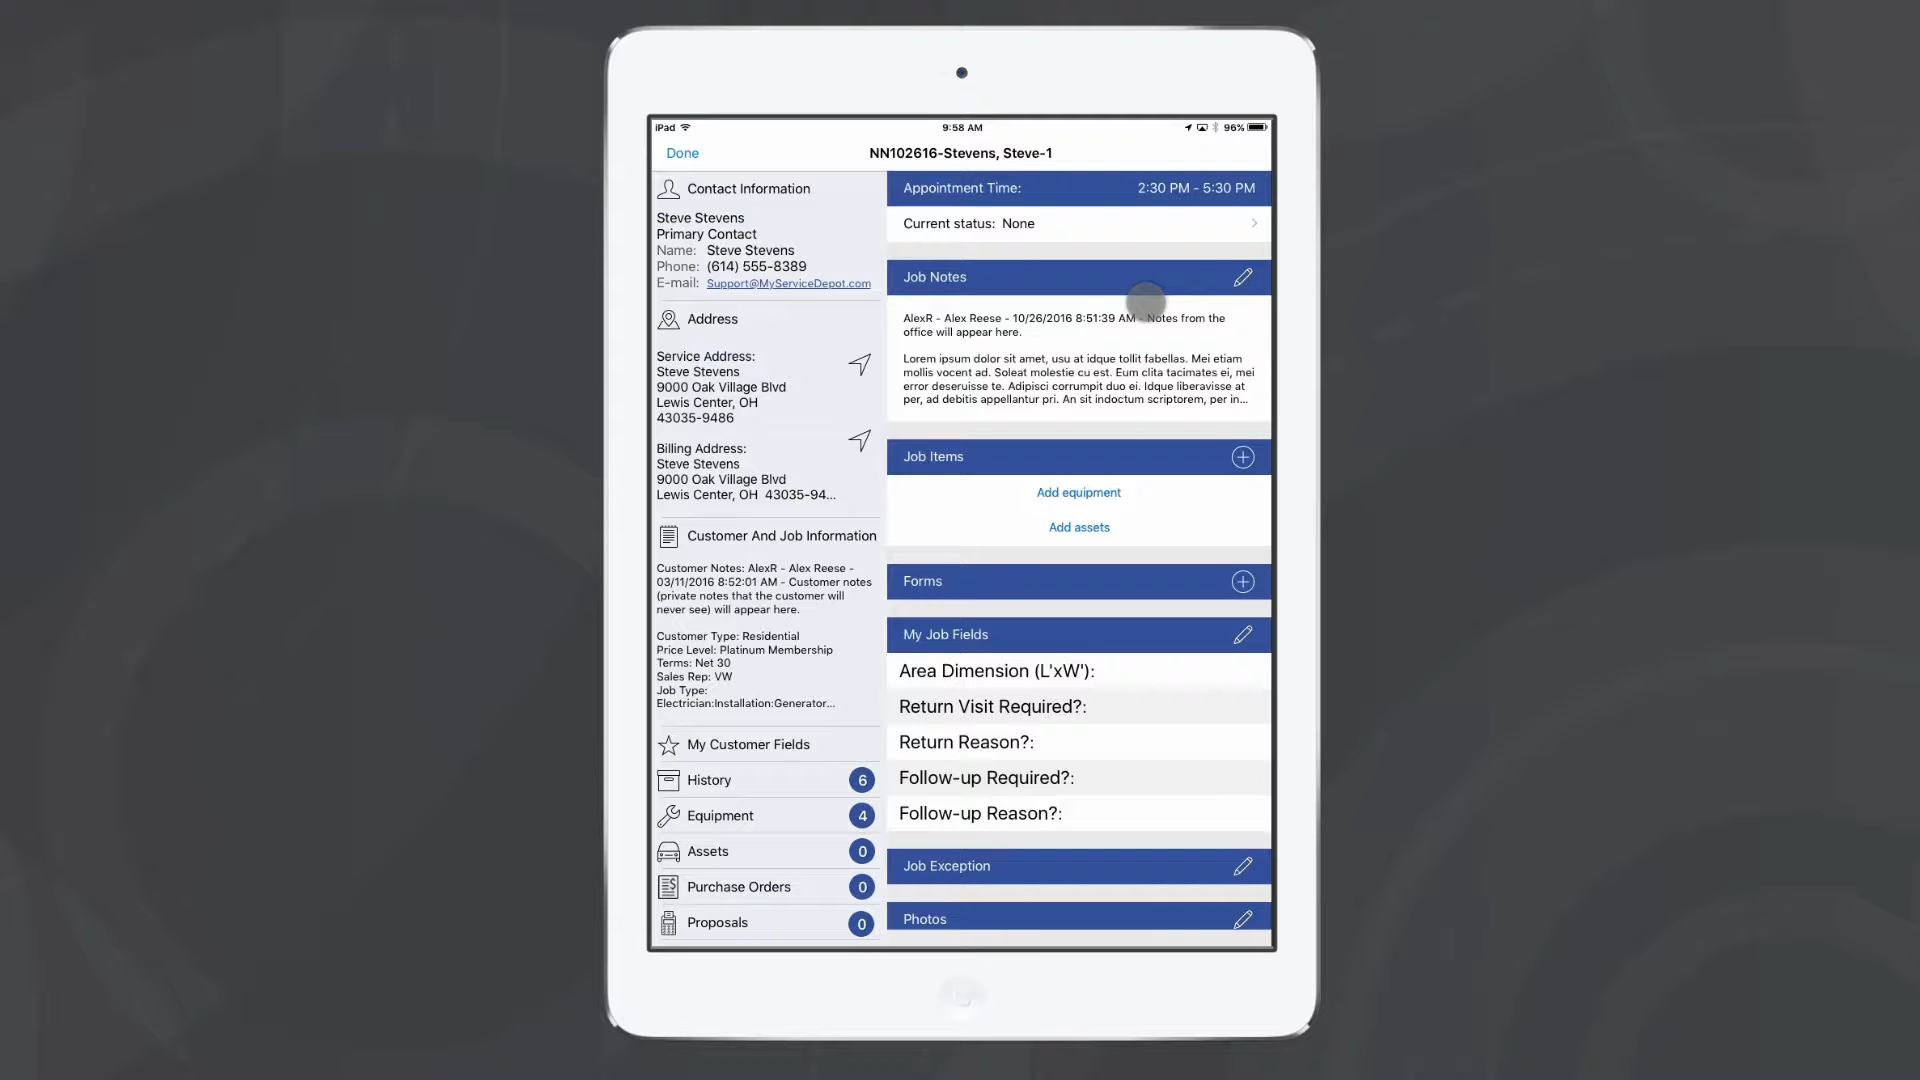 iPad
9:58 AM
96%
Done
NN102616-Stevens, Steve-1
Contact Information
Steve Stevens
Primary Contact
Name: Steve Stevens
Phone: (614) 555-8389
E-mail: Support@MyServiceDepot.com
Address
Service Address:
Steve Stevens
9000 Oak Village Blvd
Lewis Center, OH
43035-9486
Billing Address:
Steve Stevens
9000 Oak Village Blvd
Lewis Center, OH 43035-94...
Customer And Job Information
Customer Notes: AlexR - Alex Reese -
03/11/2016 8:52:01 AM - Customer notes
(private notes that the customer will
never see) will appear here.
Customer Type: Residential
Price Level: Platinum Membership
Terms: Net 30
Sales Rep: VW
Job Type:
Electrician:Installation:Generator...
My Customer Fields
History 6
Equipment 4
Assets 0
Purchase Orders 0
Proposals 0
Appointment Time: 2:30 PM - 5:30 PM
Current status: None
Job Notes
AlexR - Alex Reese - 10/26/2016 8:51:39 AM - Notes from the
office will appear here.
Lorem ipsum dolor sit amet, usu at idque tollit fabellas. Mei etiam
mollis vocent ad. Soleat molestie cu est. Eum clita tacimates ei, mei
error deseruisse te. Adipisci corrumpit duo ei. Idque liberavisse at
per, ad debitis appellantur pri. An sit indoctum scriptorem, per in...
Job Items
Add equipment
Add assets
Forms
My Job Fields
Area Dimension (L'xW'):
Return Visit Required?:
Return Reason?:
Follow-up Required?:
Follow-up Reason?:
Job Exception
Photos